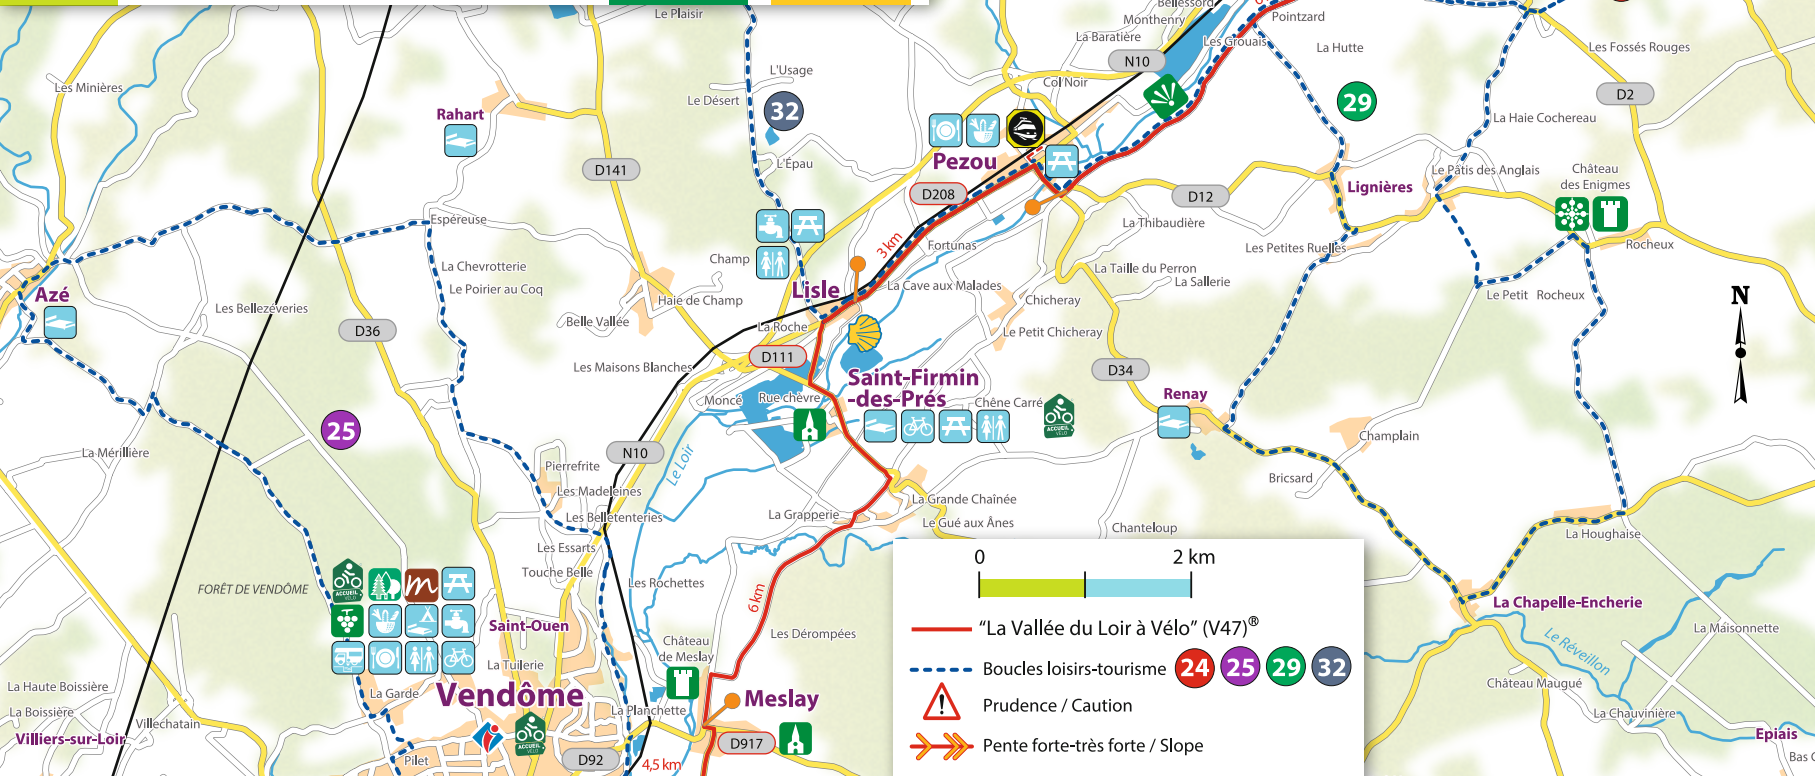 Le Plaisir
Bellessord
Monthenry
Pointzard
La Baratière
Les Grouais
La Hutte
Les Fossés Rouges
N10
L'Usage
Col Noir
Les Minières
Le Désert
D2
Rahart
32
29
La Haie Cochereau
L'Épau
Pezou
D141
D208
D12
Lignières
Le Pâtis des Anglais
Château
des Enigmes
Espéreuse
La Thibaudière
3 km
Fortunas
Les Petites Ruelles
Rocheux
Champ
La Chevrotterie
La Taille du Perron
La Sallerie
Azé
Le Poirier au Coq
Lisle
La Cave aux Malades
Le Petit Rocheux
N
Les Bellezéveries
Haie de Champ
Chicheray
Belle Vallée
D36
La Roche
Le Petit Chicheray
D111
Les Maisons Blanches
D34
Saint-Firmin
-des-Prés
Moncé
Rue chèvre
Chêne Carré
Renay
ACCUEIL
VÉLO
25
La Mérillière
N10
Champlain
Le Loir
Pierrefrite
Bricsard
Les Madeleines
La Grande Chaînée
Les Belletenteries
La Grapperie
Le Gué aux Ânes
Chanteloup
La Houghaise
Les Essarts
Touche Belle
Les Rochettes
FORÊT DE VENDÔME
ACCUEIL
VÉLO
m
6 km
0
2 km
"La Vallée du Loir à Vélo" (V47)®
Boucles loisirs-tourisme
24
25
29
32
Prudence / Caution
Pente forte-très forte / Slope
La Chapelle-Encherie
La Maisonnette
Le Réveillon
Saint-Ouen
Les Dérompées
Château
de Meslay
La Tuilerie
La Haute Boissière
La Garde
Vendôme
Meslay
Château Maugué
La Boissière
La Planchette
La Chauvinière
Villechatain
Villiers-sur-Loir
ACCUEIL
VÉLO
D917
Epiais
Pilet
D92
4,5 km